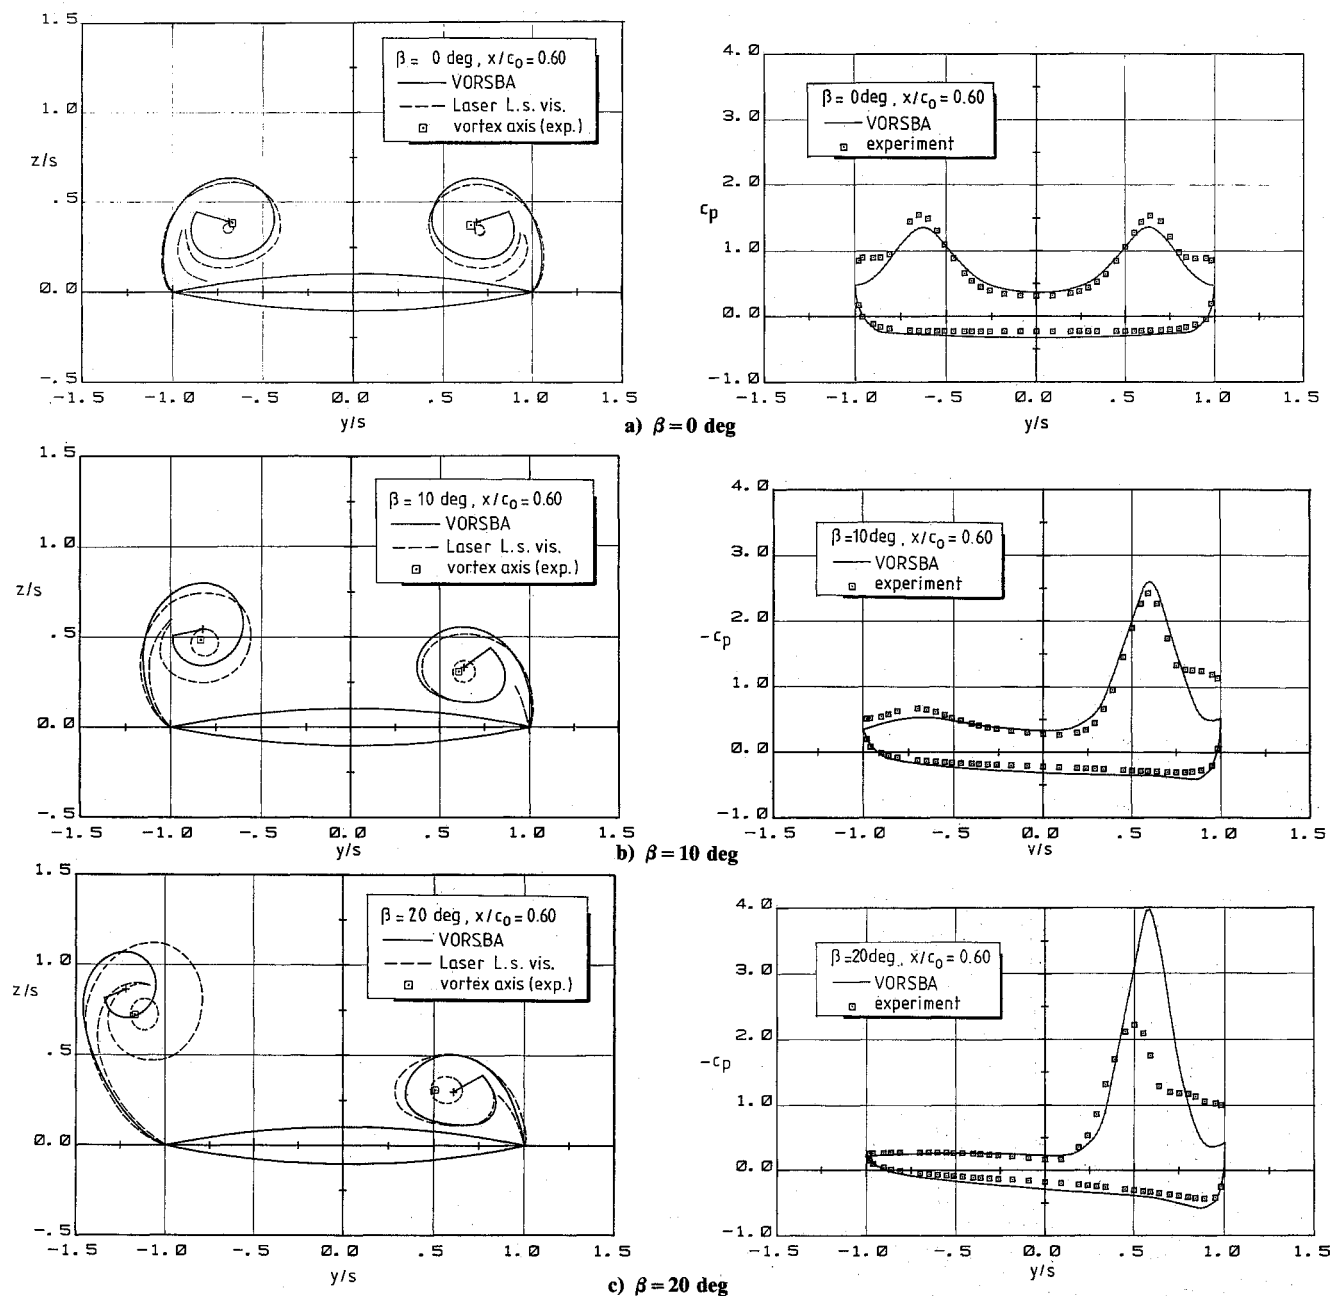 1.5
1.0
z/s
.5
0.0
-.5
-1.5 -1.0 -.5 0.0 .5 1.0 1.5
y/s
β = 0 deg, x/c₀ = 0.60
VORSBA
Laser L.s. vis.
vortex axis (exp.)
4.0
3.0
2.0
cp
1.0
0.0
-1.0
-1.5 -1.0 -.5 0.0 .5 1.0 1.5
y/s
β = 0deg, x/c₀ = 0.60
VORSBA
experiment
a) β = 0 deg
1.5
1.0
z/s
.5
0.0
-.5
-1.5 -1.0 -.5 0.0 .5 1.0 1.5
y/s
β = 10 deg, x/c₀ = 0.60
VORSBA
Laser L.s. vis.
vortex axis (exp.)
4.0
3.0
2.0
-cp
1.0
0.0
-1.0
-1.5 -1.0 -.5 0.0 .5 1.0 1.5
v/s
β=10deg, x/c₀ = 0.60
VORSBA
experiment
b) β = 10 deg
1.5
1.0
z/s
.5
0.0
-.5
-1.5 -1.0 -.5 0.0 .5 1.0 1.5
y/s
β = 20 deg, x/c₀ = 0.60
VORSBA
Laser L.s. vis.
vortex axis (exp.)
4.0
3.0
2.0
-cp
1.0
0.0
-1.0
-1.5 -1.0 -.5 0.0 .5 1.0 1.5
y/s
β=20deg, x/c₀ = 0.60
VORSBA
experiment
c) β = 20 deg